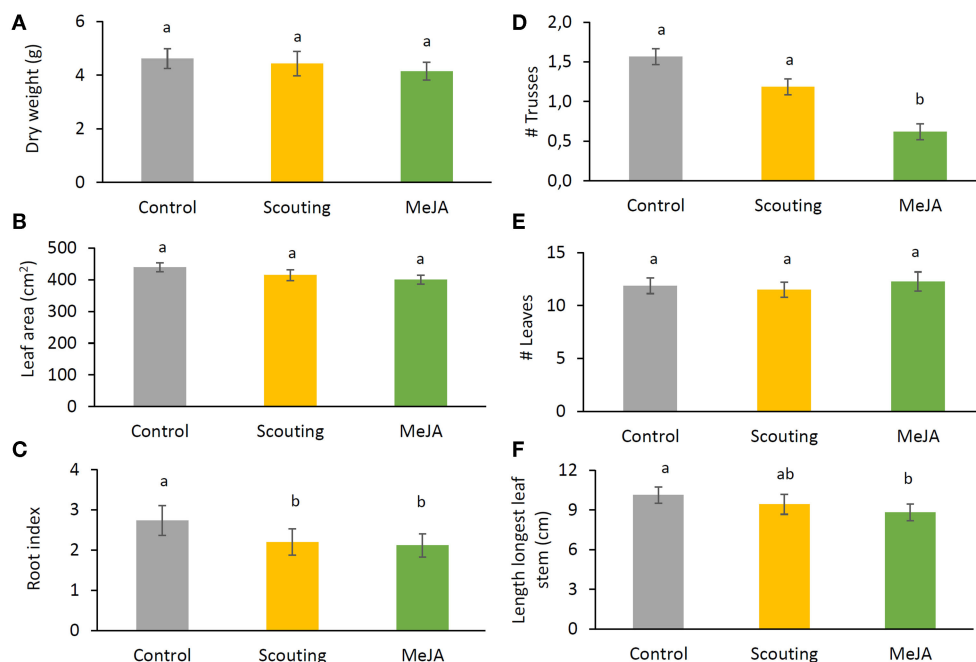 A
Dry weight (g)
6
4
2
0
a
a
a
Control
Scouting
MeJA
B
Leaf area (cm²)
500
400
300
200
100
0
a
a
a
Control
Scouting
MeJA
C
Root index
4
3
2
1
0
a
b
b
Control
Scouting
MeJA
D
# Trusses
2,0
1,5
1,0
0,5
0,0
a
a
b
Control
Scouting
MeJA
E
# Leaves
15
10
5
0
a
a
a
Control
Scouting
MeJA
F
Length longest leaf
stem (cm)
12
9
6
3
0
a
ab
b
Control
Scouting
MeJA